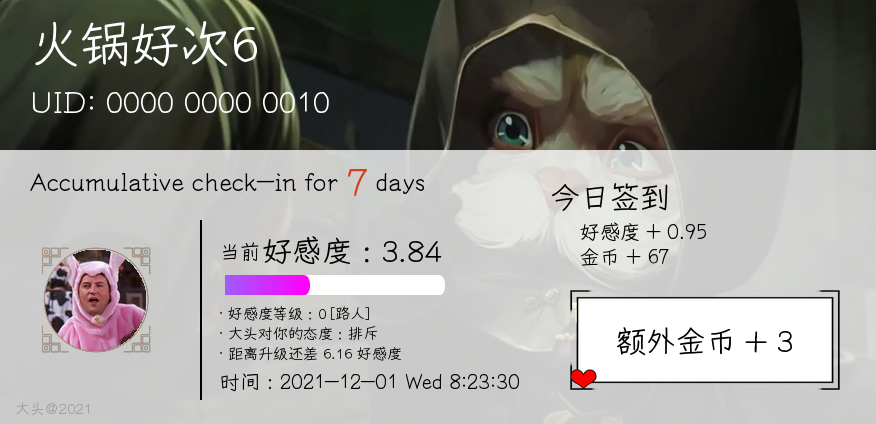 火锅好次6
UID: 0000 0000 0010
Accumulative check-in for 7 days
当前好感度：3.84
· 好感度等级：0 [路人]
· 大头对你的态度：排斥
· 距离升级还差 6.16 好感度
时间：2021-12-01 Wed 8:23:30
今日签到
好感度 + 0.95
金币 + 67
额外金币 + 3
大头@2021